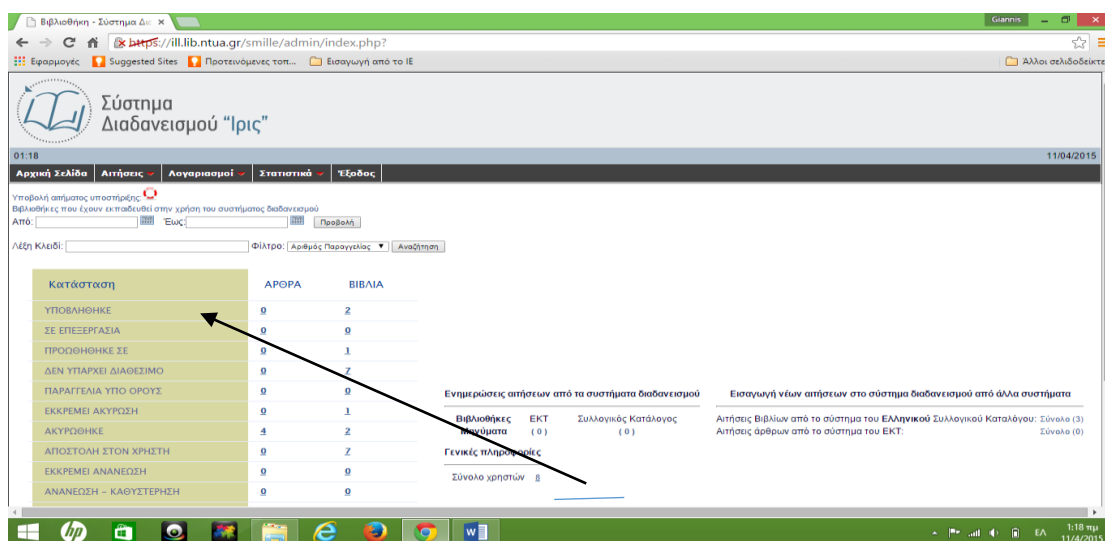 Βιβλιοθήκη - Σύστημα Δια
Giannis
https://ill.lib.ntua.gr/smille/admin/index.php?
Εφαρμογές Suggested Sites Προτεινόμενες τοπ... Εισαγωγή από το IE Άλλοι σελιδοδείκτε
Σύστημα
Διαδανεισμού "Ιρις"
01:18 11/04/2015
Αρχική Σελίδα Αιτήσεις Λογαριασμοί Στατιστικά Έξοδος
Υποβολή αιτήματος υποστήριξης:
Βιβλιοθήκες που έχουν εκπαιδευθεί στην χρήση του συστήματος διαδανεισμού
Από: Έως: Προβολή
Λέξη Κλειδί: Φίλτρο: Αριθμός Παραγγελίας Αναζήτηση
Κατάσταση ΑΡΘΡΑ ΒΙΒΛΙΑ
ΥΠΟΒΛΗΘΗΚΕ 0 2
ΣΕ ΕΠΕΞΕΡΓΑΣΙΑ 0 0
ΠΡΟΩΘΗΘΗΚΕ ΣΕ 0 1
ΔΕΝ ΥΠΑΡΧΕΙ ΔΙΑΘΕΣΙΜΟ 0 7
ΠΑΡΑΓΓΕΛΙΑ ΥΠΟ ΟΡΟΥΣ 0 0
ΕΚΚΡΕΜΕΙ ΑΚΥΡΩΣΗ 0 1
ΑΚΥΡΩΘΗΚΕ 4 2
ΑΠΟΣΤΟΛΗ ΣΤΟΝ ΧΡΗΣΤΗ 0 7
ΕΚΚΡΕΜΕΙ ΑΝΑΝΕΩΣΗ 0 0
ΑΝΑΝΕΩΣΗ – ΚΑΘΥΣΤΕΡΗΣΗ 0 0
Ενημερώσεις αιτήσεων από τα συστήματα διαδανεισμού
Βιβλιοθήκες ΕΚΤ Συλλογικός Κατάλογος
Μηνύματα ( 0 ) ( 0 )
Γενικές πληροφορίες
Σύνολο χρηστών 8
Εισαγωγή νέων αιτήσεων στο σύστημα διαδανεισμού από άλλα συστήματα
Αιτήσεις Βιβλίων από το σύστημα του Ελληνικού Συλλογικού Καταλόγου: Σύνολο (3)
Αιτήσεις άρθρων από το σύστημα του ΕΚΤ: Σύνολο (0)
ΕΛ 1:18 πμ
11/4/2015